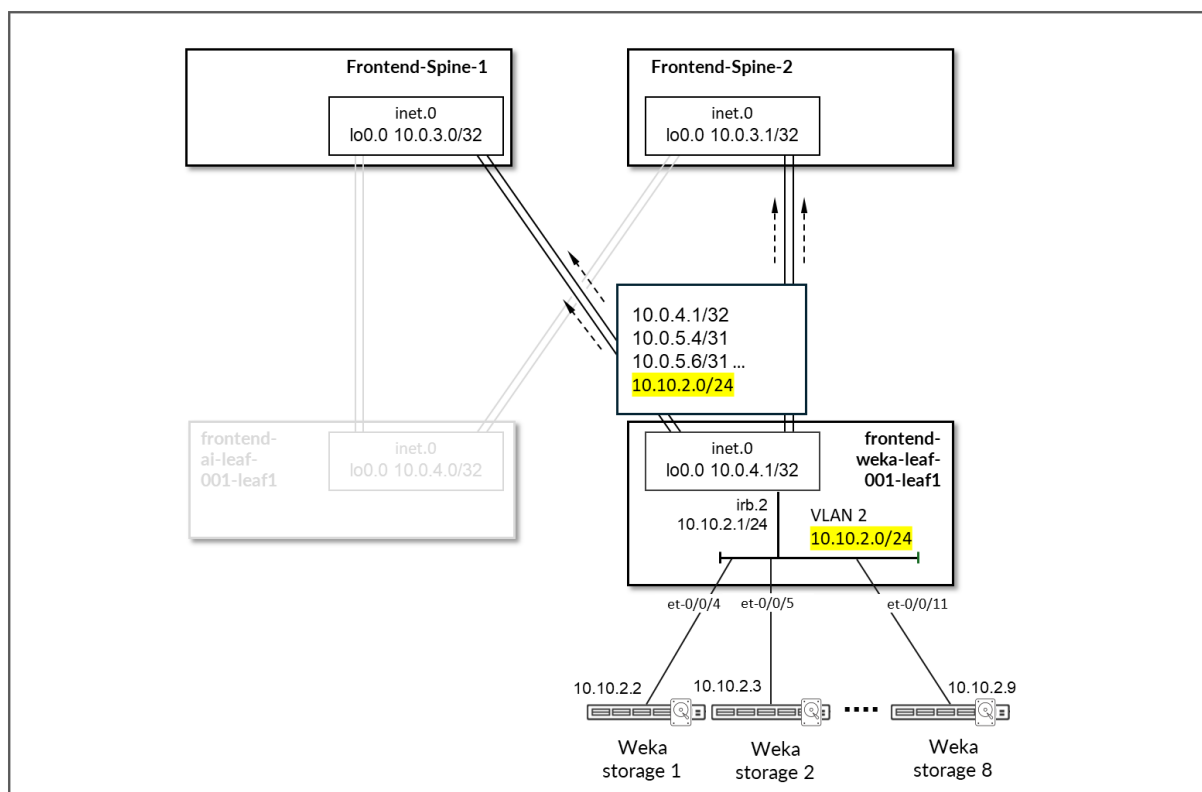 Frontend-Spine-1
inet.0
lo0.0 10.0.3.0/32
Frontend-Spine-2
inet.0
lo0.0 10.0.3.1/32
10.0.4.1/32
10.0.5.4/31
10.0.5.6/31 ...
10.10.2.0/24
frontend-
ai-leaf-
001-leaf1
inet.0
lo0.0 10.0.4.0/32
inet.0
lo0.0 10.0.4.1/32
frontend-
weka-leaf-
001-leaf1
irb.2
10.10.2.1/24
VLAN 2
10.10.2.0/24
et-0/0/4
et-0/0/5
et-0/0/11
10.10.2.2
10.10.2.3
10.10.2.9
Weka
storage 1
Weka
storage 2
Weka
storage 8